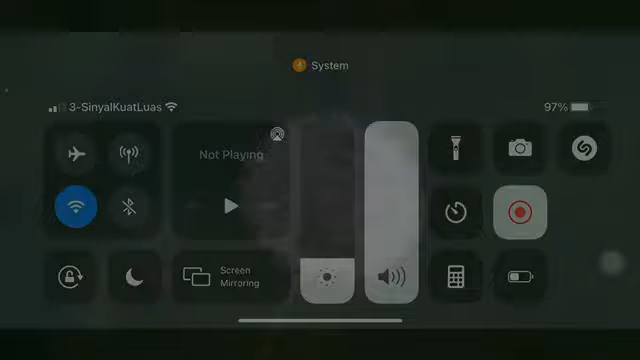 System
3-SinyalKuatLuas
97%
Not Playing
Screen
Mirroring